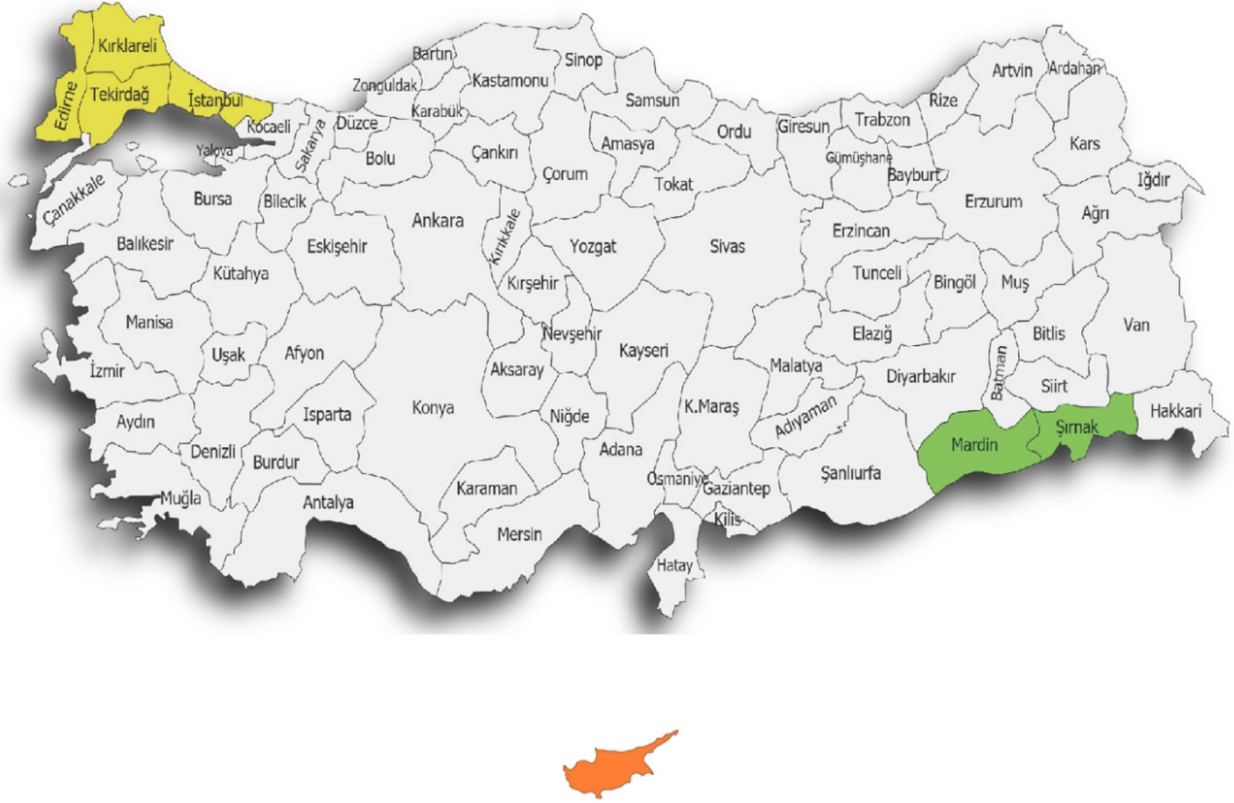 Kırklareli
Edirne
Tekirdağ
İstanbul
Kocaeli
Yalova
Sakarya
Düzce
Zonguldak
Bartın
Karabük
Kastamonu
Sinop
Samsun
Bolu
Çankırı
Çorum
Amasya
Tokat
Ordu
Giresun
Trabzon
Gümüşhane
Bayburt
Rize
Artvin
Ardahan
Kars
Iğdır
Ağrı
Erzurum
Erzincan
Çanakkale
Balıkesir
Bursa
Bilecik
Kütahya
Eskişehir
Ankara
Kırıkkale
Kırşehir
Yozgat
Sivas
Tunceli
Bingöl
Muş
Manisa
İzmir
Uşak
Afyon
Nevşehir
Aksaray
Kayseri
Malatya
Elazığ
Diyarbakır
Batman
Bitlis
Siirt
Van
Hakkari
Aydın
Denizli
Isparta
Burdur
Konya
Niğde
Adana
K.Maraş
Adıyaman
Şanlıurfa
Mardin
Şırnak
Muğla
Antalya
Karaman
Mersin
Osmaniye
Gaziantep
Kilis
Hatay